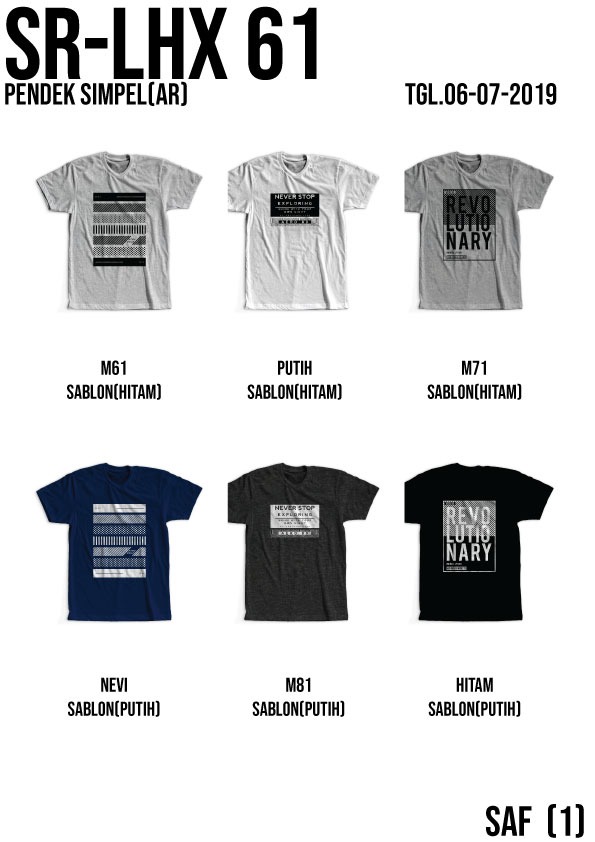 SR-LHX 61
PENDEK SIMPEL(AR)
TGL.06-07-2019
NEVER STOP
EXPLORING
REVO
LUTIO
NARY
M61
SABLON(HITAM)
PUTIH
SABLON(HITAM)
M71
SABLON(HITAM)
NEVER STOP
EXPLORING
REVO
LUTIO
NARY
NEVI
SABLON(PUTIH)
M81
SABLON(PUTIH)
HITAM
SABLON(PUTIH)
SAF (1)